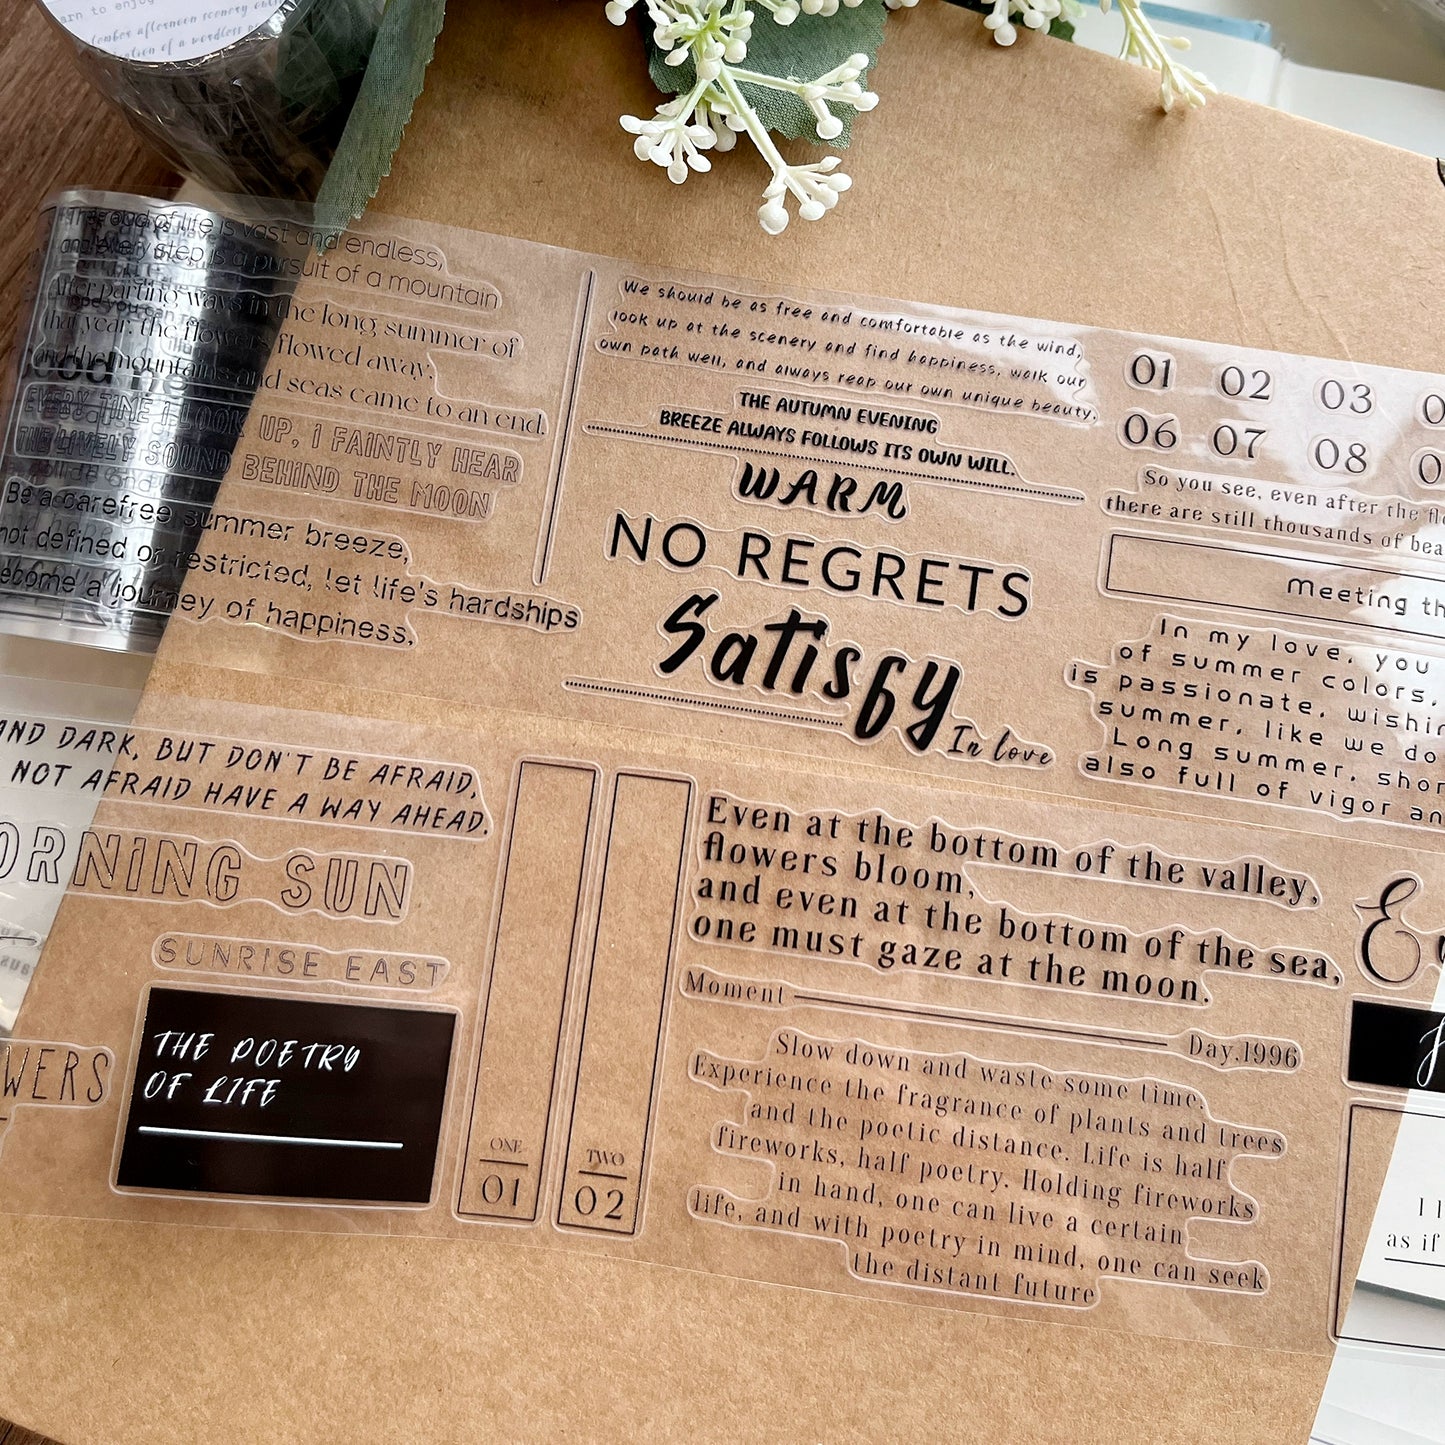 arn to enjoy
afternoon scenery
of a wordless
The road of life is vast and endless,
and every step is a pursuit of a mountain
After parting ways in the long summer of
that year, the flowers flowed away,
and the mountains and seas came to an end.
EVERY TIME I LOOK UP, I FAINTLY HEAR
THE LIVELY SOUND BEHIND THE MOON
Be a carefree summer breeze,
not defined or restricted, let life's hardships
become a journey of happiness,
We should be as free and comfortable as the wind,
look up at the scenery and find happiness, walk our
own path well, and always reap our own unique beauty.
THE AUTUMN EVENING
BREEZE ALWAYS FOLLOWS ITS OWN WILL.
WARM
NO REGRETS
Satisfy
In love
01 02 03 0
06 07 08 0
So you see, even after the
there are still thousands of
Meeting
In my love, you
of summer colors,
is passionate,
summer, like we do
Long summer,
also full of vigor
AND DARK, BUT DON'T BE AFRAID,
NOT AFRAID HAVE A WAY AHEAD.
ORNING SUN
SUNRISE EAST
WERS
THE POETRY
OF LIFE
ONE
01
TWO
02
Even at the bottom of the valley,
flowers bloom,
and even at the bottom of the sea,
one must gaze at the moon.
Moment
Day.1996
Slow down and waste some time.
Experience the fragrance of plants and trees
and the poetic distance. Life is half
fireworks, half poetry. Holding fireworks
in hand, one can live a certain
life, and with poetry in mind, one can seek
the distant future
as if